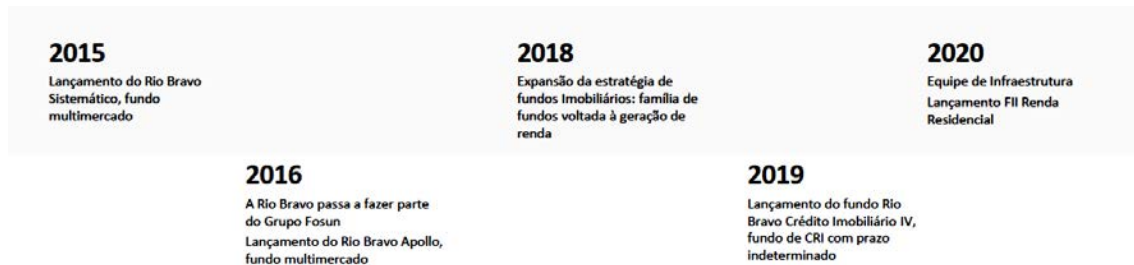 2015
Lançamento do Rio Bravo
Sistemático, fundo
multimercado
2016
A Rio Bravo passa a fazer parte
do Grupo Fosun
Lançamento do Rio Bravo Apollo,
fundo multimercado
2018
Expansão da estratégia de
fundos Imobiliários: família de
fundos voltada à geração de
renda
2019
Lançamento do fundo Rio
Bravo Crédito Imobiliário IV,
fundo de CRI com prazo
indeterminado
2020
Equipe de Infraestrutura
Lançamento FII Renda
Residencial